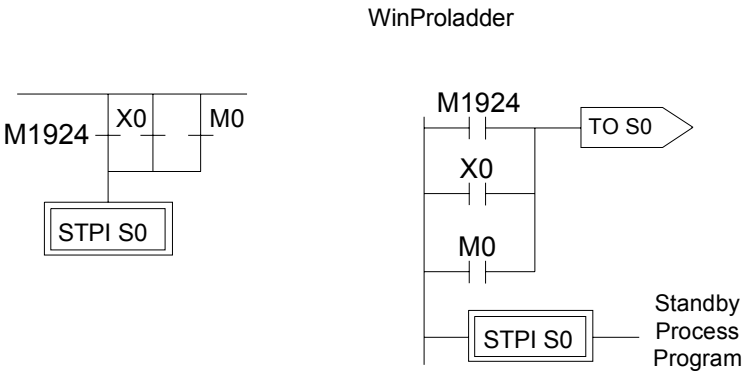 WinProladder
M1924
X0
M0
STPI S0
M1924
TO S0
X0
M0
STPI S0
Standby
Process
Program